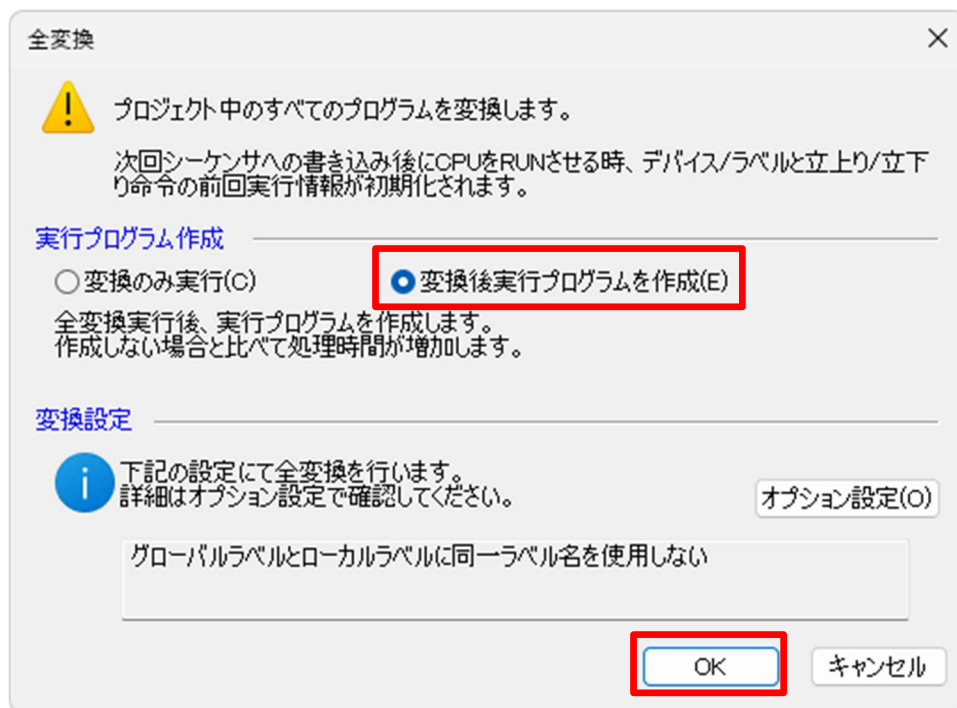 全変換
プロジェクト中のすべてのプログラムを変換します。
次回シーケンサへの書き込み後にCPUをRUNさせる時、デバイス/ラベルと立上り/立下
り命令の前回実行情報が初期化されます。
実行プログラム作成
変換のみ実行(C)
変換後実行プログラムを作成(E)
全変換実行後、実行プログラムを作成します。
作成しない場合と比べて処理時間が増加します。
変換設定
下記の設定にて全変換を行います。
詳細はオプション設定で確認してください。
オプション設定(O)
グローバルラベルとローカルラベルに同一ラベル名を使用しない
OK
キャンセル